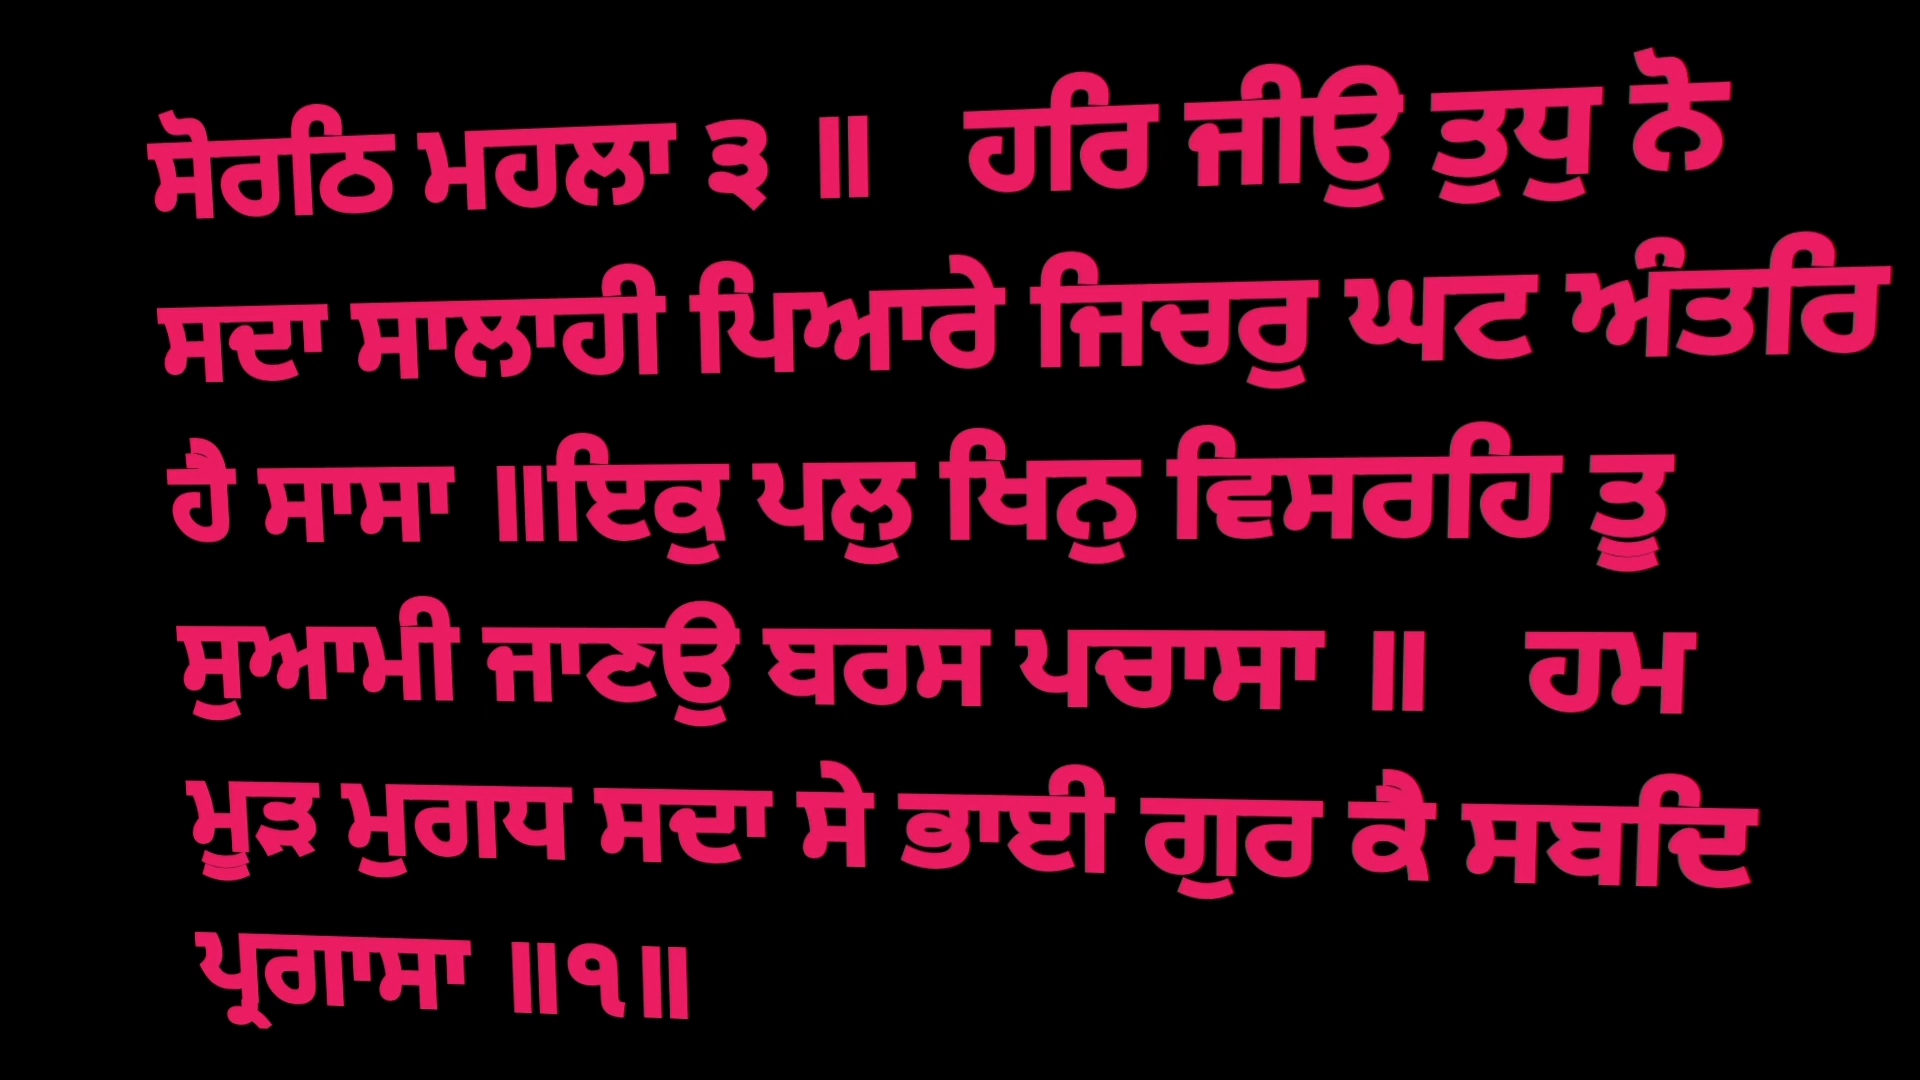 ਸੋਰਠਿ ਮਹਲਾ ੩ ॥ ਹਰਿ ਜੀਉ ਤੁਧੁ ਨੋ
ਸਦਾ ਸਾਲਾਹੀ ਪਿਆਰੇ ਜਿਚਰੁ ਘਟ ਅੰਤਰਿ
ਹੈ ਸਾਸਾ ॥ਇਕੁ ਪਲੁ ਖਿਨੁ ਵਿਸਰਹਿ ਤੂ
ਸੁਆਮੀ ਜਾਣਉ ਬਰਸ ਪਚਾਸਾ ॥ ਹਮ
ਮੂੜ ਮੁਗਧ ਸਦਾ ਸੇ ਭਾਈ ਗੁਰ ਕੈ ਸਬਦਿ
ਪ੍ਰਗਾਸਾ ॥੧॥